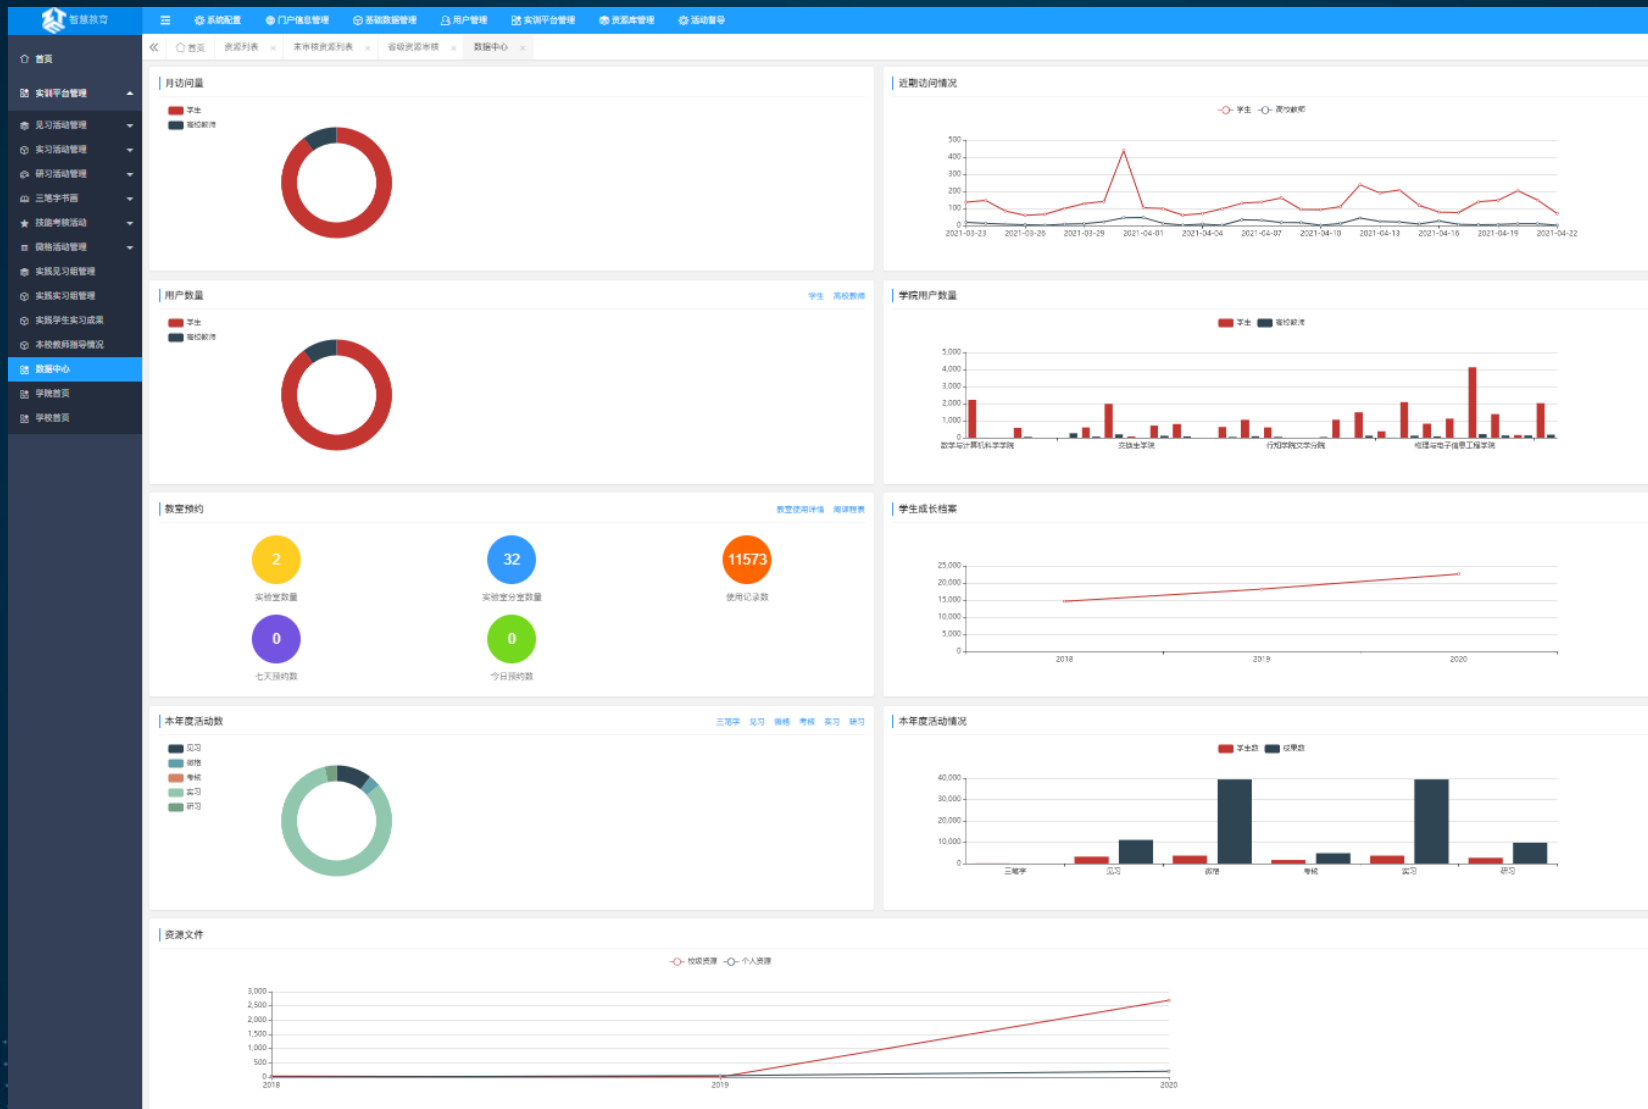 智慧教育
系统配置
门户信息管理
基础数据管理
用户管理
实训平台管理
资源库管理
活动督导
首页
资源列表
未审核资源列表
省级资源审核
数据中心
首页
实训平台管理
见习活动管理
实习活动管理
研习活动管理
三笔字书画
技能考核活动
微格活动管理
实践见习组管理
实践实习组管理
实践学生实习成果
本校教师指导情况
数据中心
学院首页
学校首页
月访问量
学生
高校教师
近期访问情况
学生 高校教师
500
400
300
200
100
0
2021-03-23 2021-03-26 2021-03-29 2021-04-01 2021-04-04 2021-04-07 2021-04-10 2021-04-13 2021-04-16 2021-04-19 2021-04-22
用户数量
学生 高校教师
学生
高校教师
学院用户数量
学生 高校教师
5,000
4,000
3,000
2,000
1,000
0
数学与计算机科学学院 交换生学院 行知学院文学分院 物理与电子信息工程学院
教室预约
教室使用详情 周课程表
2
实验室数量
32
实验室分室数量
11573
使用记录数
0
七天预约数
0
今日预约数
学生成长档案
25,000
20,000
15,000
10,000
5,000
0
2018 2019 2020
本年度活动数
三笔字 见习 微格 考核 实习 研习
见习
微格
考核
实习
研习
本年度活动情况
学生数 成果数
40,000
30,000
20,000
10,000
0
三笔字 见习 微格 考核 实习 研习
资源文件
校级资源 个人资源
3,000
2,500
2,000
1,500
1,000
500
0
2018 2019 2020